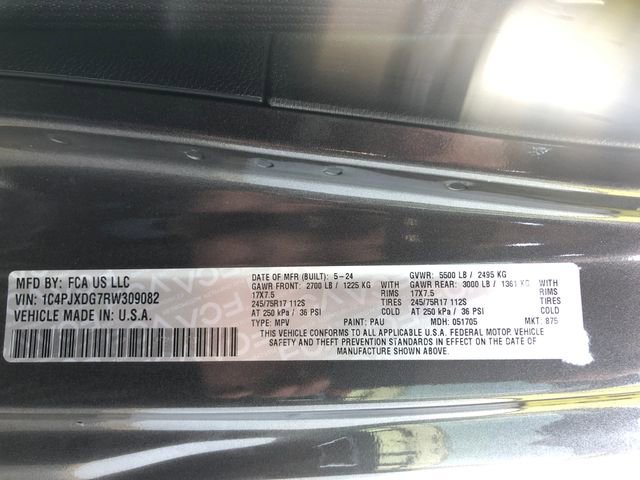 MFD BY: FCA US LLC
VIN: 1C4PJXDG7RW309082
VEHICLE MADE IN: U.S.A.
DATE OF MFR (BUILT): 5-24 GVWR: 5500 LB / 2495 KG
GAWR FRONT: 2700 LB / 1225 KG GAWR REAR: 3000 LB / 1361 KG
17X7.5 RIMS 17X7.5 RIMS
245/75R17 112S TIRES 245/75R17 112S TIRES
AT 250 kPa / 36 PSI COLD AT 250 kPa / 36 PSI COLD
TYPE: MPV PAINT: PAU MDH: 051705 MKT: 875
THIS VEHICLE CONFORMS TO ALL APPLICABLE U.S.A. FEDERAL MOTOR VEHICLE
SAFETY AND THEFT PREVENTION STANDARDS IN EFFECT ON THE DATE OF
MANUFACTURE SHOWN ABOVE.